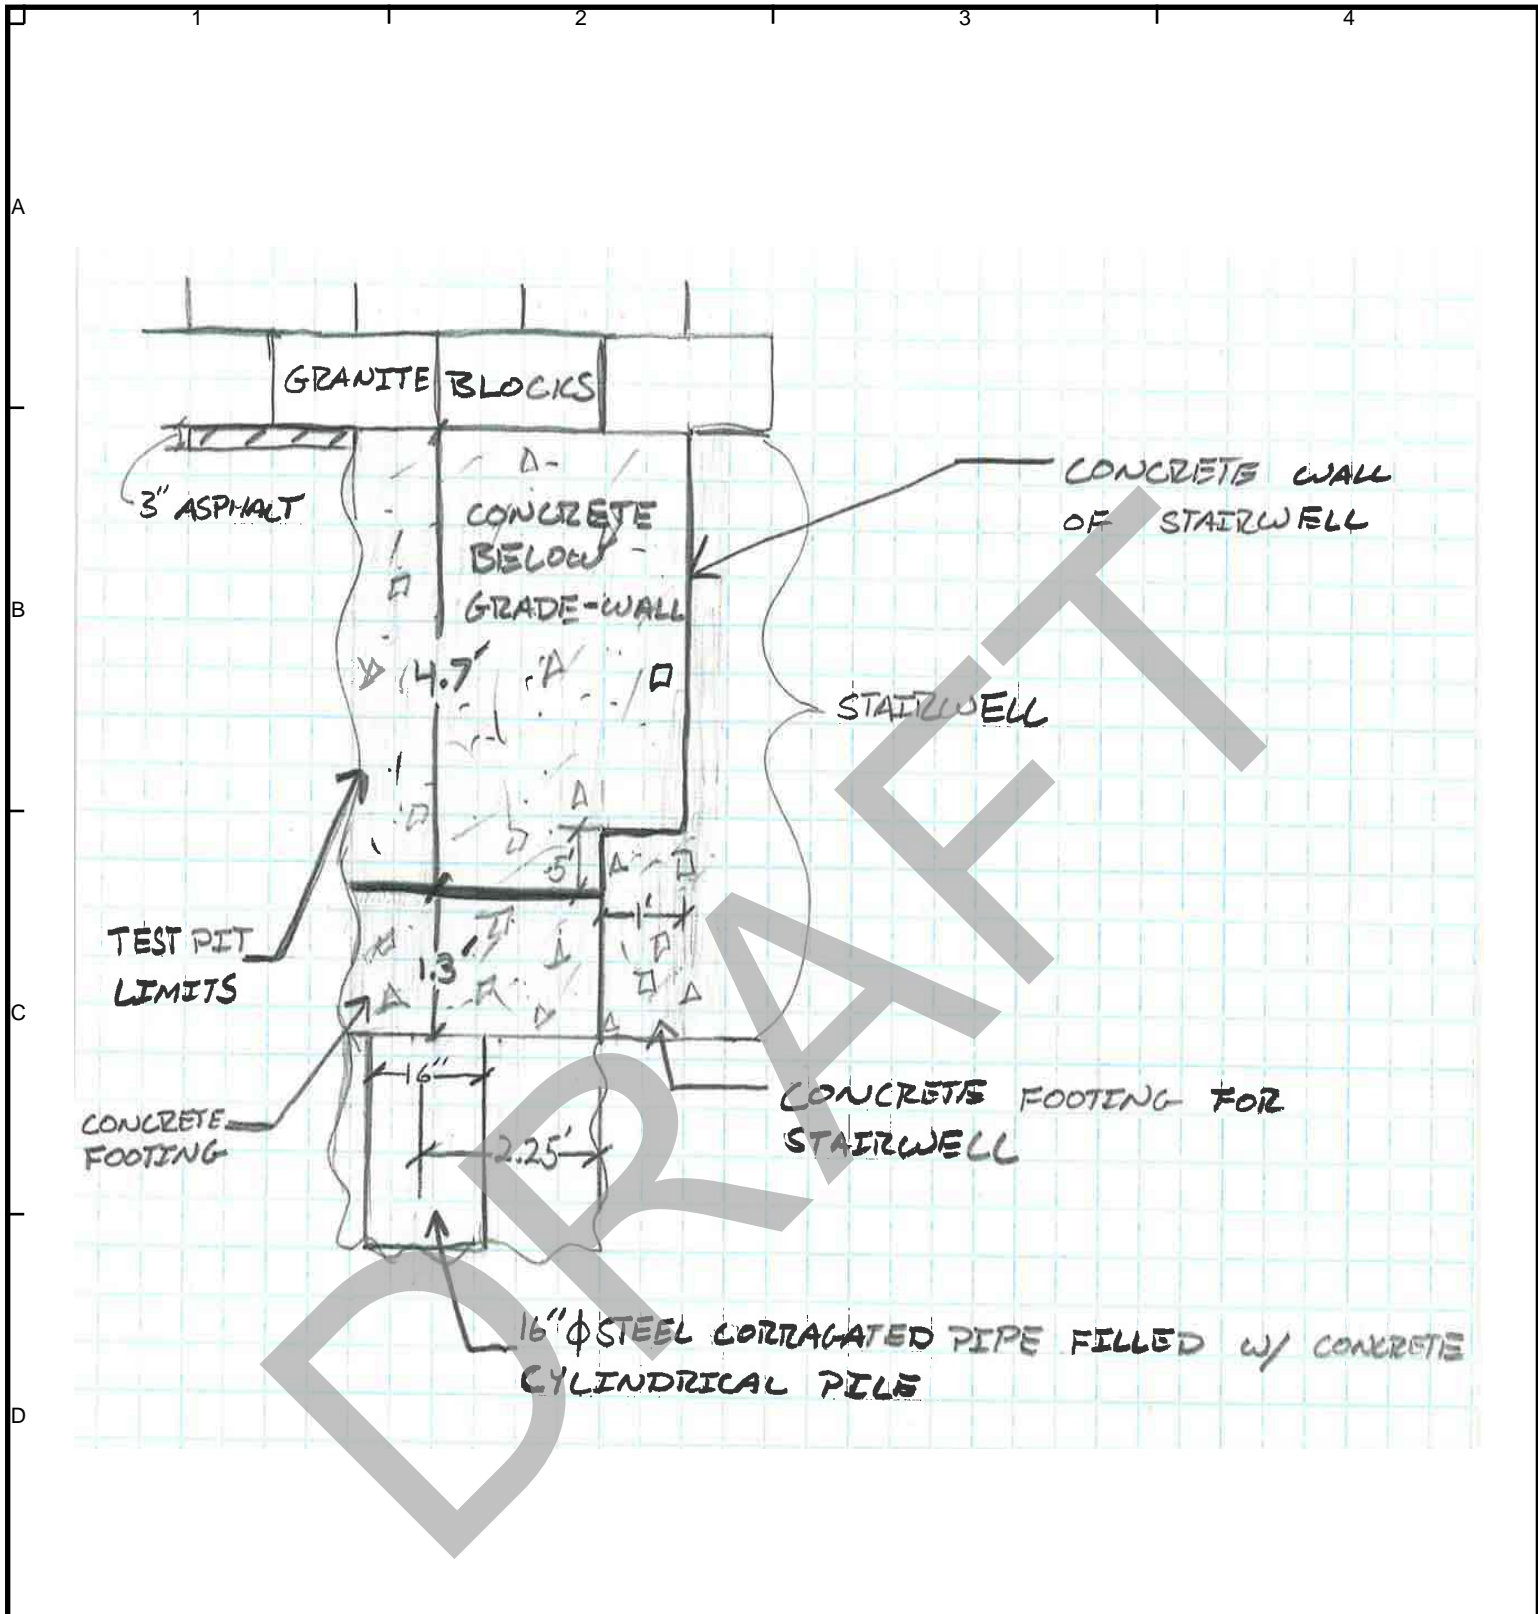 1 2 3 4
A
GRANITE BLOCKS
3" ASPHALT
CONCRETE
BELOW
GRADE-WALL
CONCRETE WALL
OF STAIRWELL
B
4.7'
STAIRWELL
.5'
1'
TEST PIT
LIMITS
1.3'
C
16"
CONCRETE
FOOTING
2.25'
CONCRETE FOOTING FOR
STAIRWELL
16"ϕ STEEL CORRAGATED PIPE FILLED W/ CONCRETE
CYLINDRICAL PILE
D
DRAFT